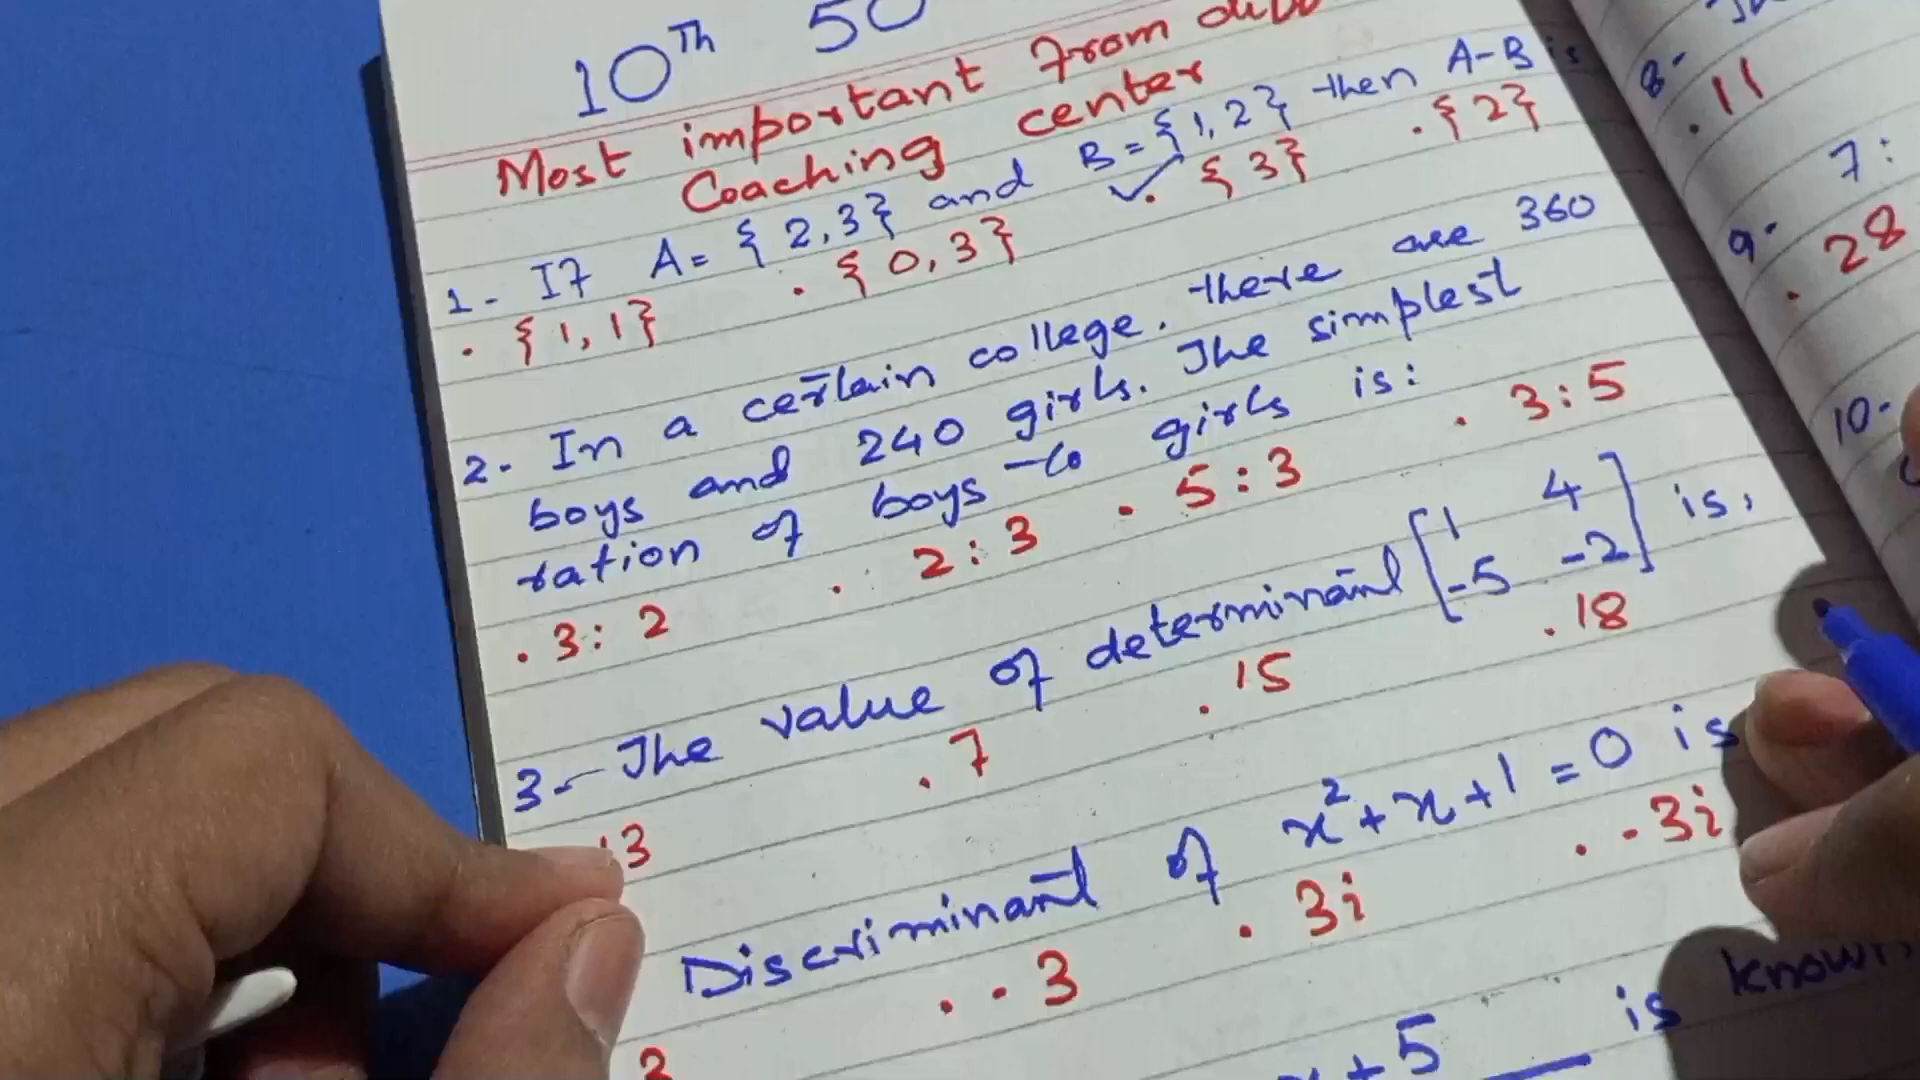 10Th 50
Most important From
Coaching center
1- If A= {2,3} and B={1,2} then A-B is
. {1,1} . {0,3} ✓. {3} . {2}
2- In a certain college, there are 360
boys and 240 girls. The simplest
ration of boys to girls is:
. 3:2 . 2:3 . 5:3 . 3:5
3- The value of determinant [1 4
-5 -2] is,
13 . 7 . 15 . 18
Discriminant of x²+x+1=0 is
3 . -3 . 3i . -3i
x+5 is known
8-
. 11
7:
9-
. 28
10-